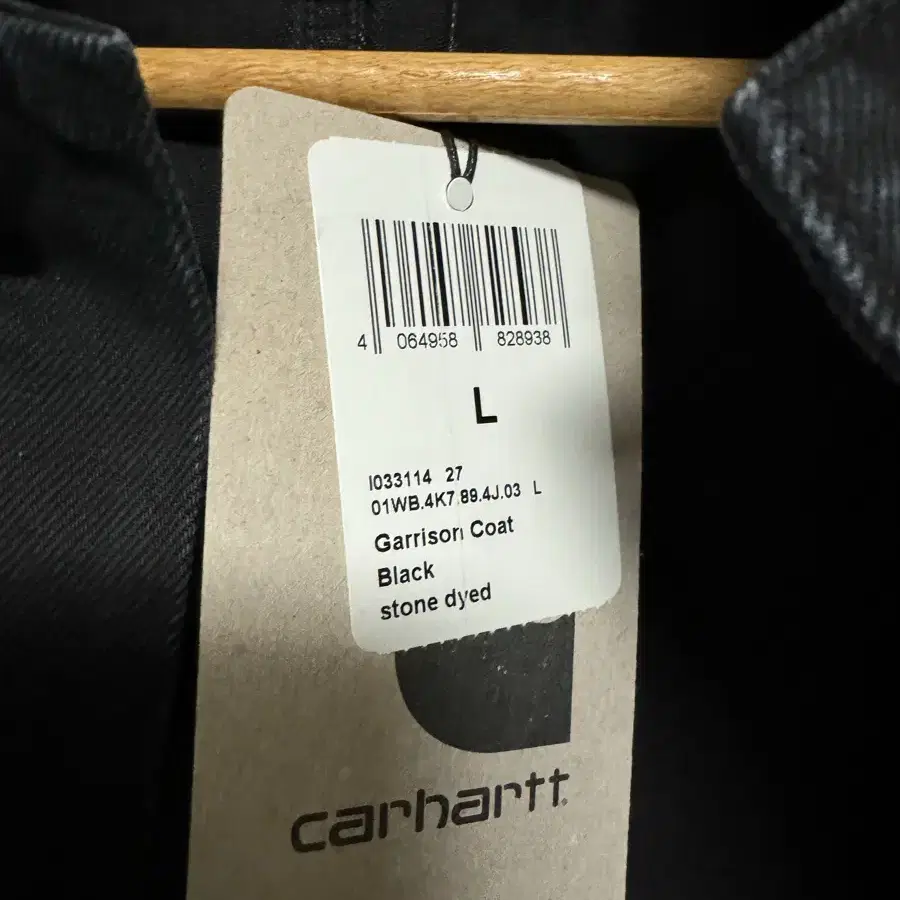 4 064958 828938
L
I033114 27
01WB.4K7.89.4J.03 L
Garrison Coat
Black
stone dyed
carhartt